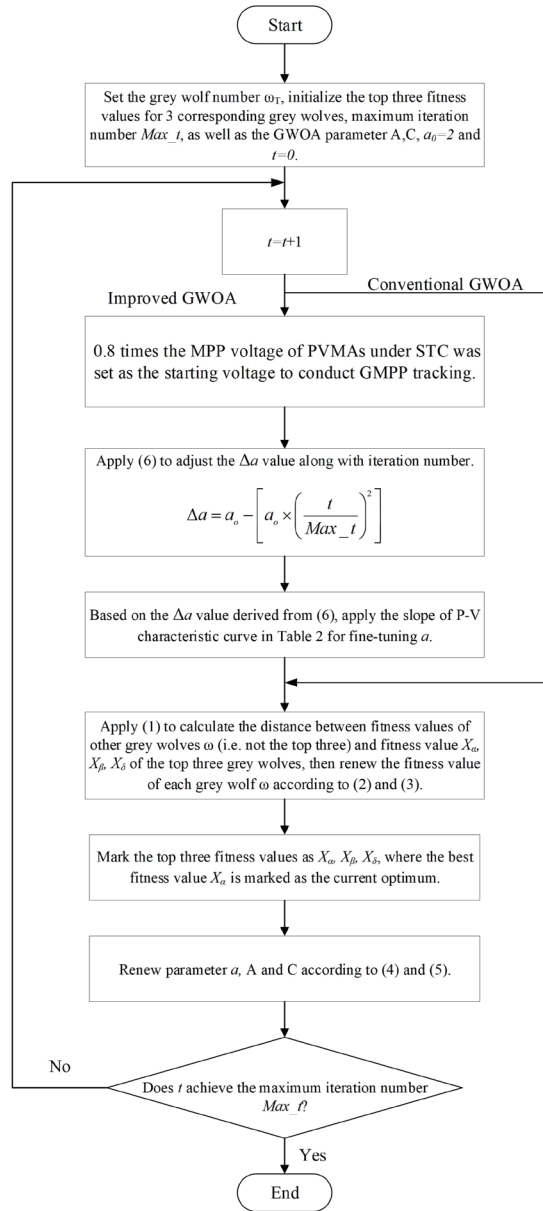 Start
Set the grey wolf number ω_T, initialize the top three fitness
values for 3 corresponding grey wolves, maximum iteration
number Max_t, as well as the GWOA parameter A,C, a₀=2 and
t=0.
t=t+1
Conventional GWOA
Improved GWOA
0.8 times the MPP voltage of PVMAs under STC was
set as the starting voltage to conduct GMPP tracking.
Apply (6) to adjust the Δa value along with iteration number.
Δa = a_o − [a_o × (t / Max_t)²]
Based on the Δa value derived from (6), apply the slope of P-V
characteristic curve in Table 2 for fine-tuning a.
Apply (1) to calculate the distance between fitness values of
other grey wolves ω (i.e. not the top three) and fitness value X_α,
X_β, X_δ of the top three grey wolves, then renew the fitness value
of each grey wolf ω according to (2) and (3).
Mark the top three fitness values as X_α, X_β, X_δ, where the best
fitness value X_α is marked as the current optimum.
Renew parameter a, A and C according to (4) and (5).
No
Does t achieve the maximum iteration number
Max_t?
Yes
End